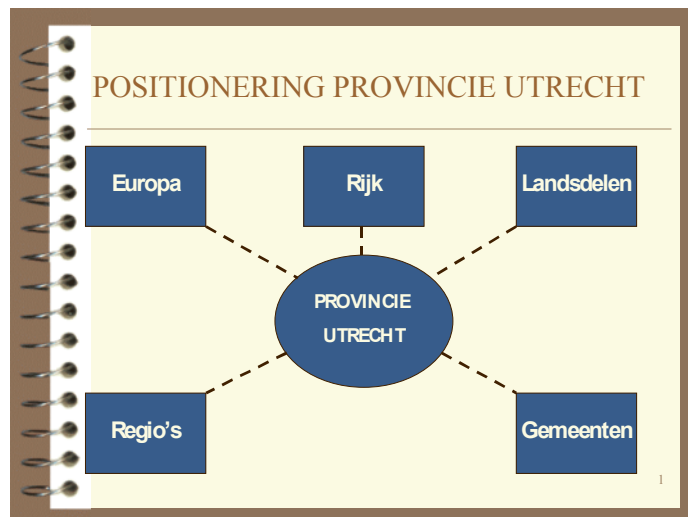 POSITIONERING PROVINCIE UTRECHT
Europa
Rijk
Landsdelen
PROVINCIE
UTRECHT
Regio's
Gemeenten
1